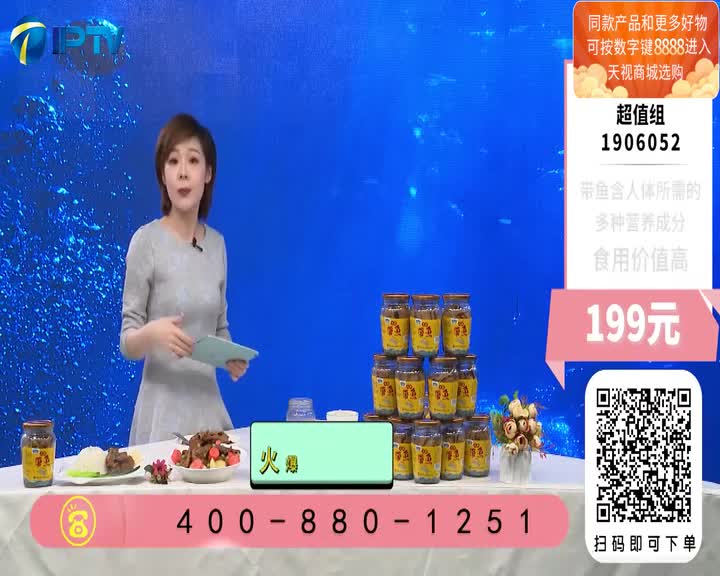 IPTV
同款产品和更多好物
可按数字键8888进入
天视商城选购
超值组
1906052
带鱼含人体所需的
多种营养成分
食用价值高
199元
火爆
400-880-1251
扫码即可下单